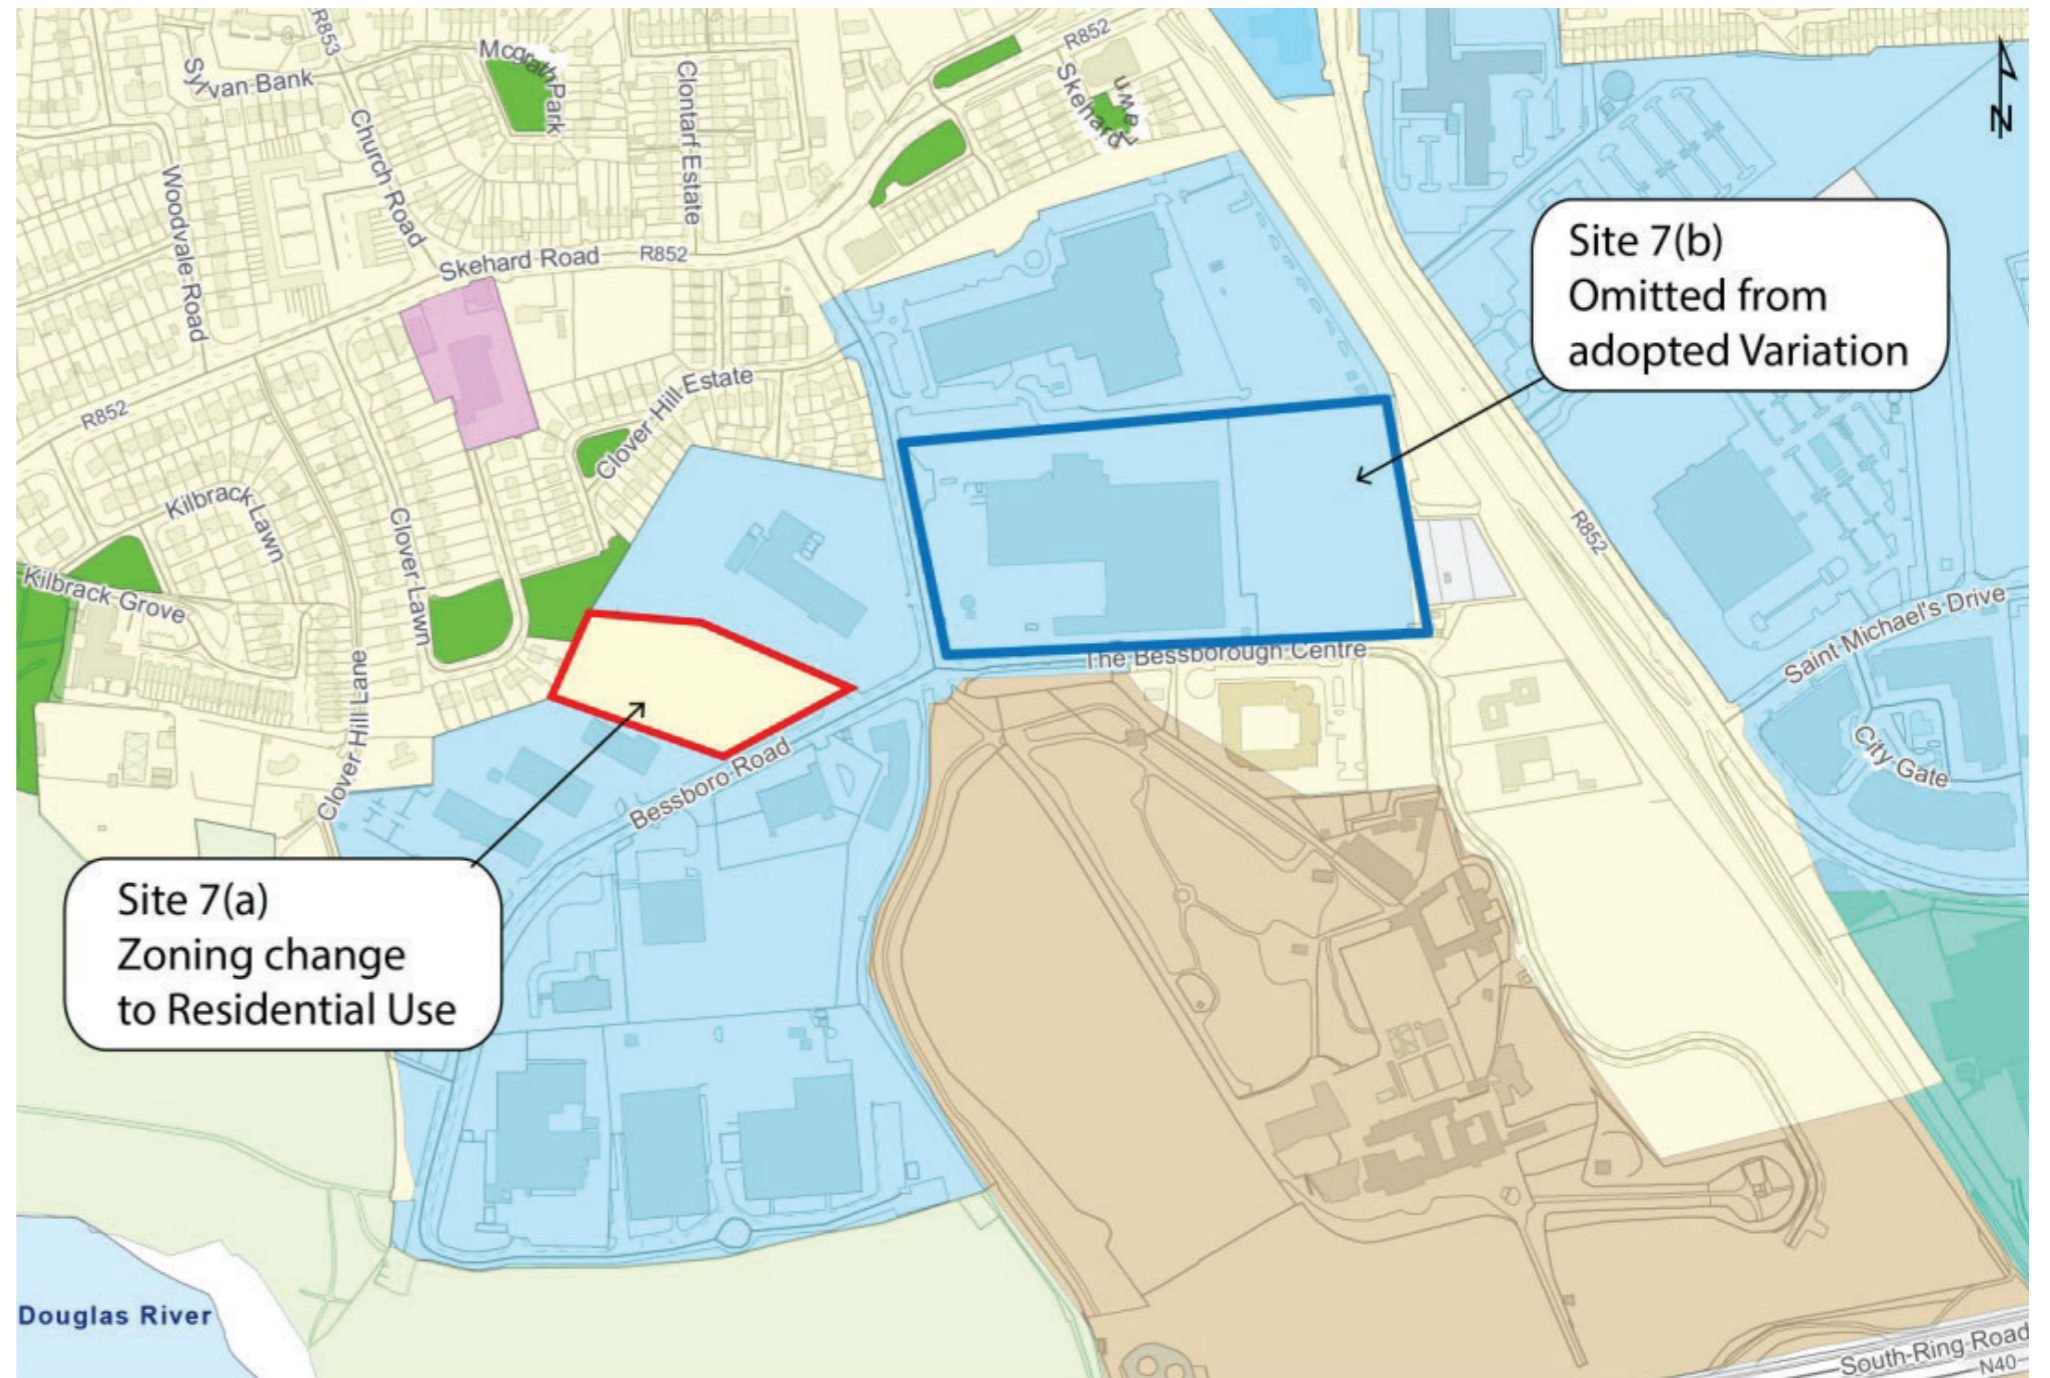 R853
Mcgrath Park
R852
Sylvan Bank
Clontarf Estate
Skehard Lawn
Church Road
N
Woodvale Road
Skehard Road
R852
Site 7(b)
Omitted from
adopted Variation
Clover Hill Estate
R852
Kilbrack Lawn
Clover Lawn
R852
Kilbrack Grove
Saint Michael's Drive
The Bessborough Centre
Clover Hill Lane
Bessboro Road
City Gate
Site 7(a)
Zoning change
to Residential Use
Douglas River
South Ring Road
N40